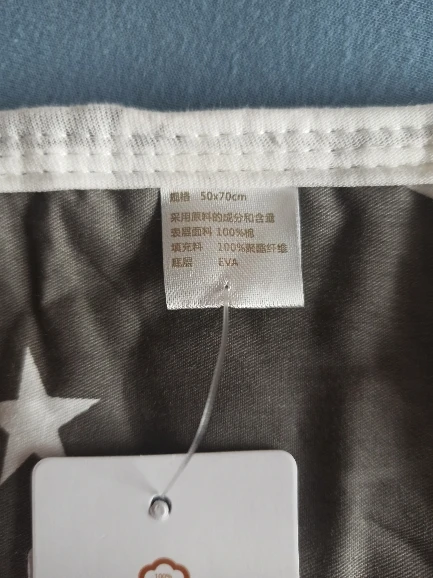 规格 50x70cm
采用原料的成分和含量
表层面料 100%棉
填充料 100%聚酯纤维
底层 EVA
100%